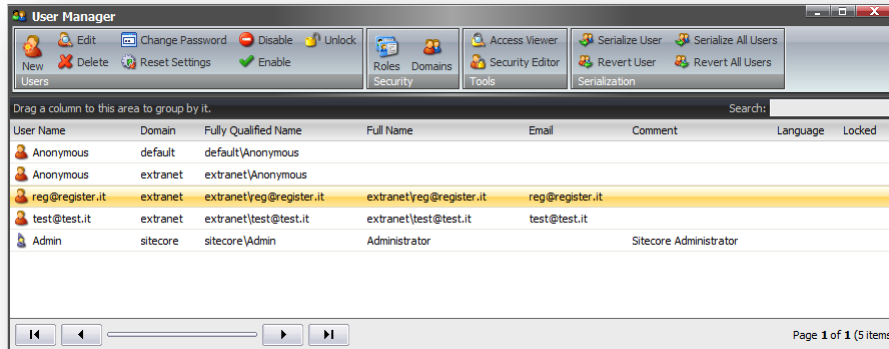 User Manager
Edit Change Password Disable Unlock Access Viewer Serialize User Serialize All Users
New Delete Reset Settings Enable Roles Domains Security Editor Revert User Revert All Users
Users Security Tools Serialization
Drag a column to this area to group by it. Search:
User Name Domain Fully Qualified Name Full Name Email Comment Language Locked
Anonymous default default\Anonymous
Anonymous extranet extranet\Anonymous
reg@register.it extranet extranet\reg@register.it extranet\reg@register.it reg@register.it
test@test.it extranet extranet\test@test.it extranet\test@test.it test@test.it
Admin sitecore sitecore\Admin Administrator Sitecore Administrator
Page 1 of 1 (5 items